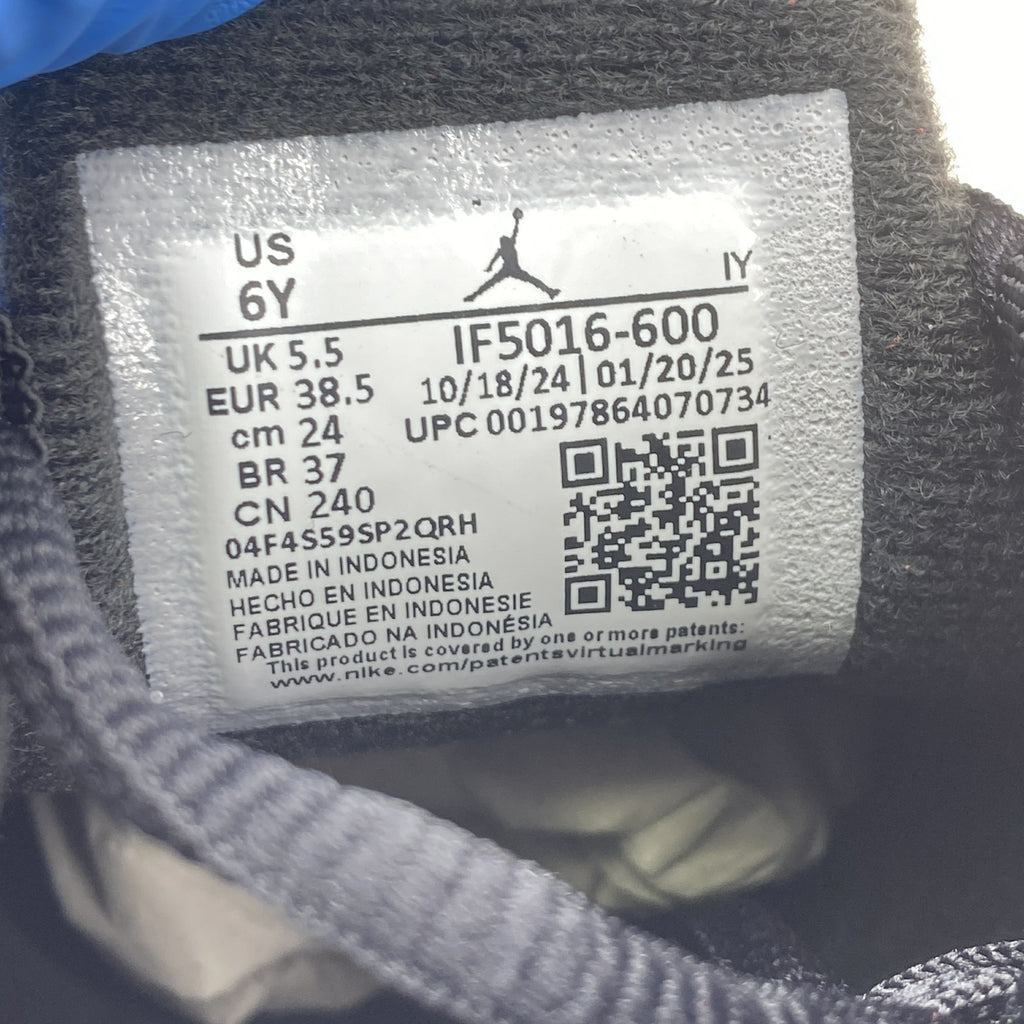 US
6Y
IY
UK 5.5
IF5016-600
EUR 38.5
10/18/24 | 01/20/25
cm 24
UPC 00197864070734
BR 37
CN 240
04F4S59SP2QRH
MADE IN INDONESIA
HECHO EN INDONESIA
FABRIQUE EN INDONESIE
FABRICADO NA INDONÉSIA
This product is covered by one or more patents:
www.nike.com/patentsvirtualmarking